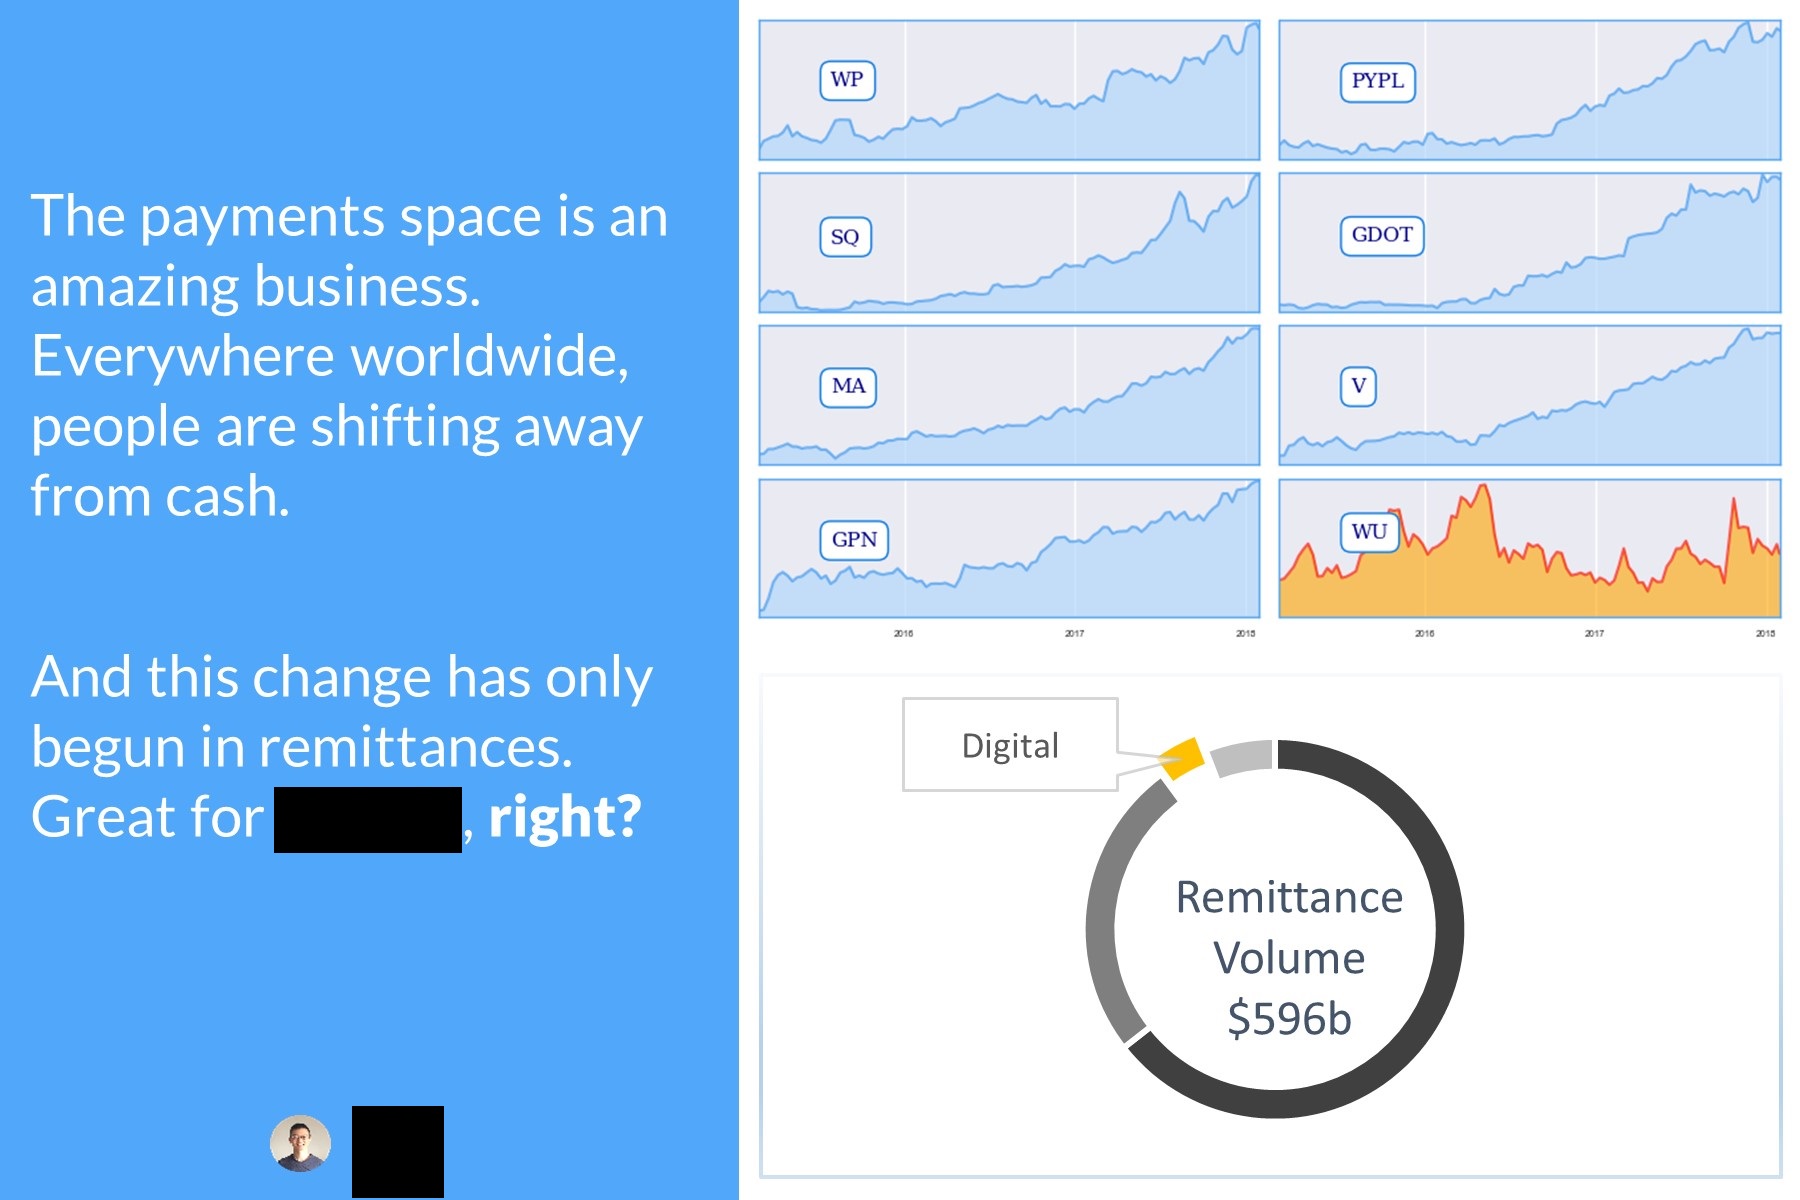 The payments space is an
amazing business.
Everywhere worldwide,
people are shifting away
from cash.
And this change has only
begun in remittances.
Great for , right?
WP
PYPL
SQ
GDOT
MA
V
GPN
WU
2016
2017
2018
2016
2017
2018
Digital
Remittance
Volume
$596b